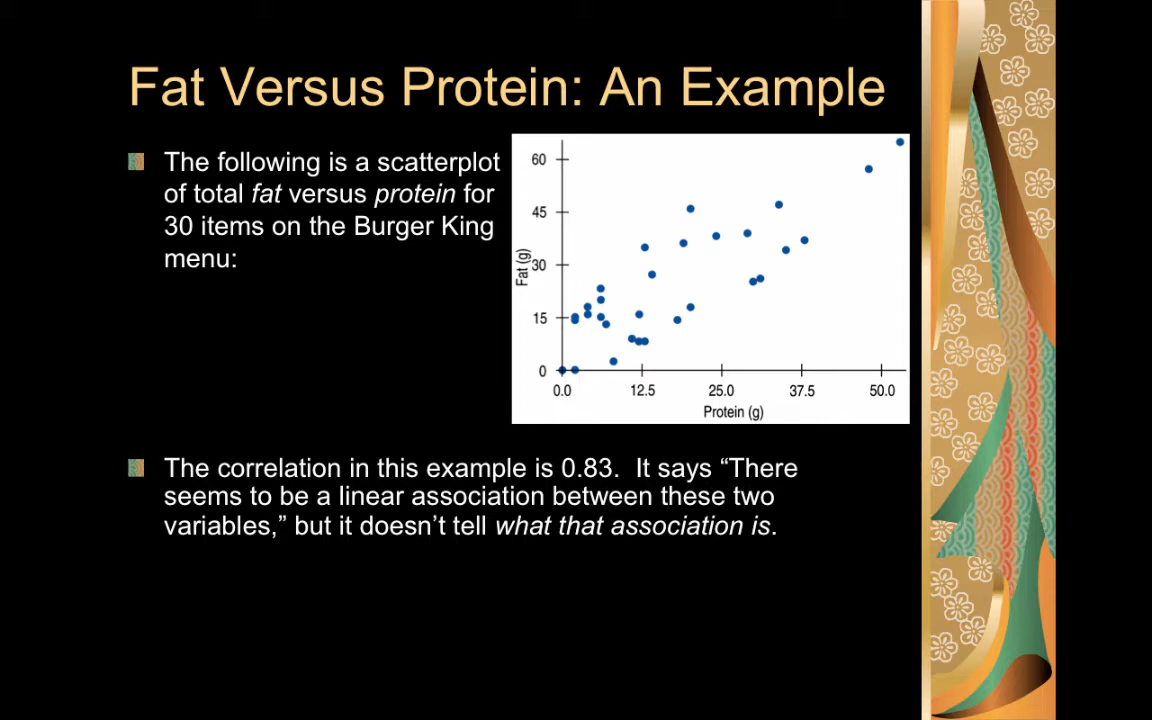 Fat Versus Protein: An Example
The following is a scatterplot
of total fat versus protein for
30 items on the Burger King
menu:
60
45
30
15
0
Fat (g)
0.0 12.5 25.0 37.5 50.0
Protein (g)
The correlation in this example is 0.83.  It says “There
seems to be a linear association between these two
variables,” but it doesn’t tell what that association is.